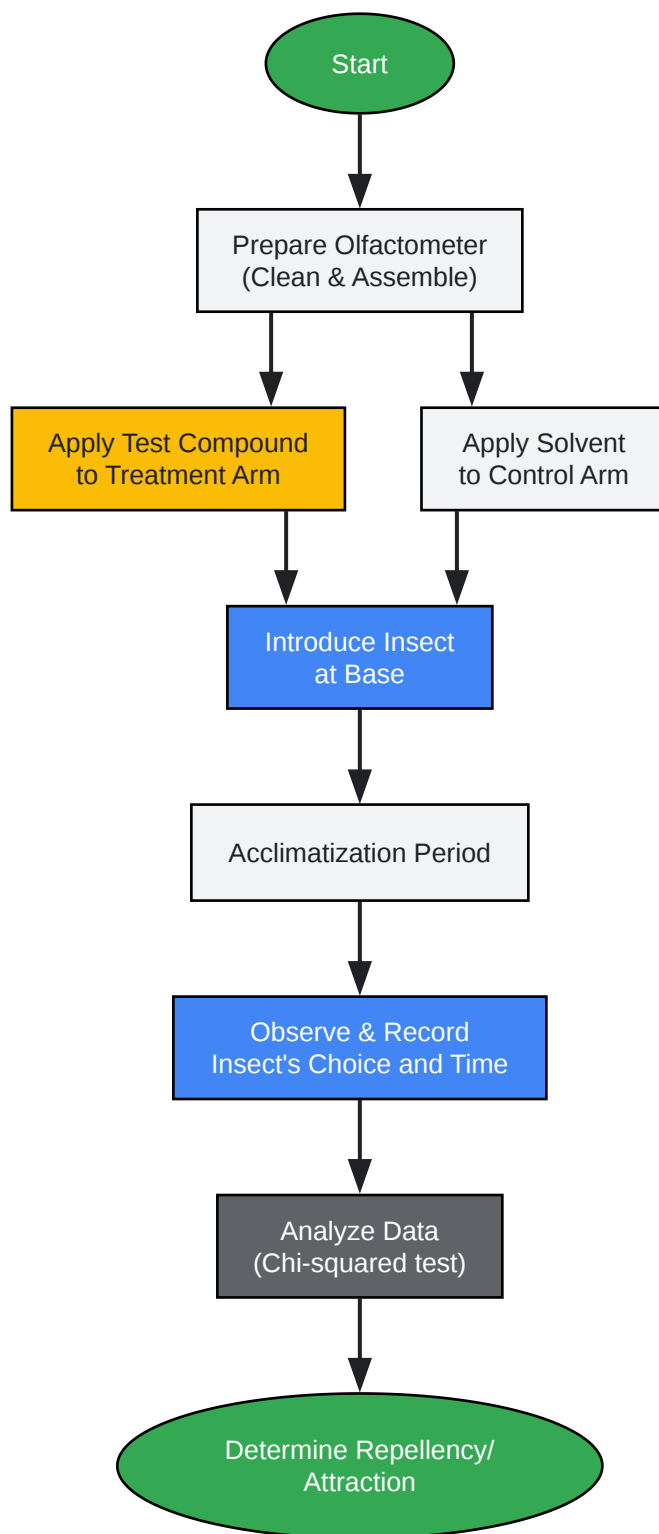 Start
Prepare Olfactometer
(Clean & Assemble)
Apply Test Compound
to Treatment Arm
Apply Solvent
to Control Arm
Introduce Insect
at Base
Acclimatization Period
Observe & Record
Insect's Choice and Time
Analyze Data
(Chi-squared test)
Determine Repellency/
Attraction